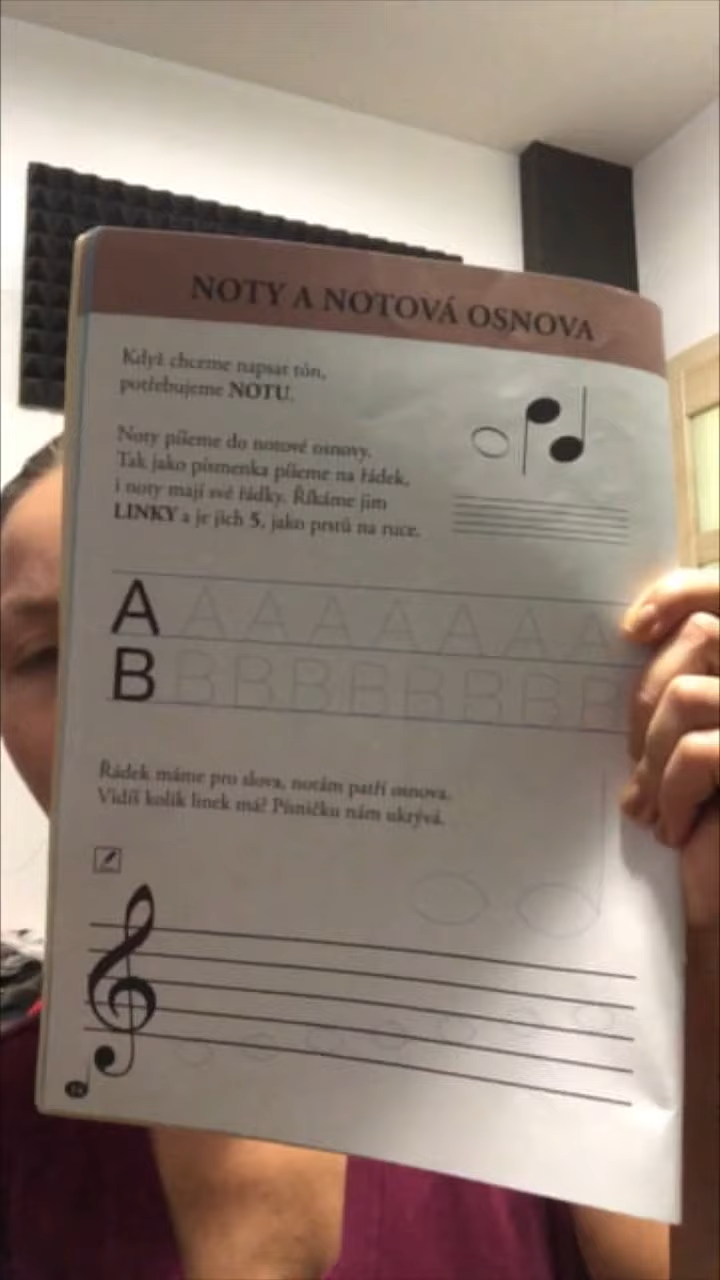 NOTY A NOTOVÁ OSNOVA
Když chceme napsat tón,
potřebujeme NOTU.
Noty píšeme do notové osnovy.
Tak jako písmenka píšeme na řádek,
i noty mají své řádky. Říkáme jim
LINKY a je jich 5, jako prstů na ruce.
A A A A A A A A
B B B B B B B B B
Řádek máme pro slova, notám patří osnova.
Vidíš kolik linek má? Písničku nám ukrývá.